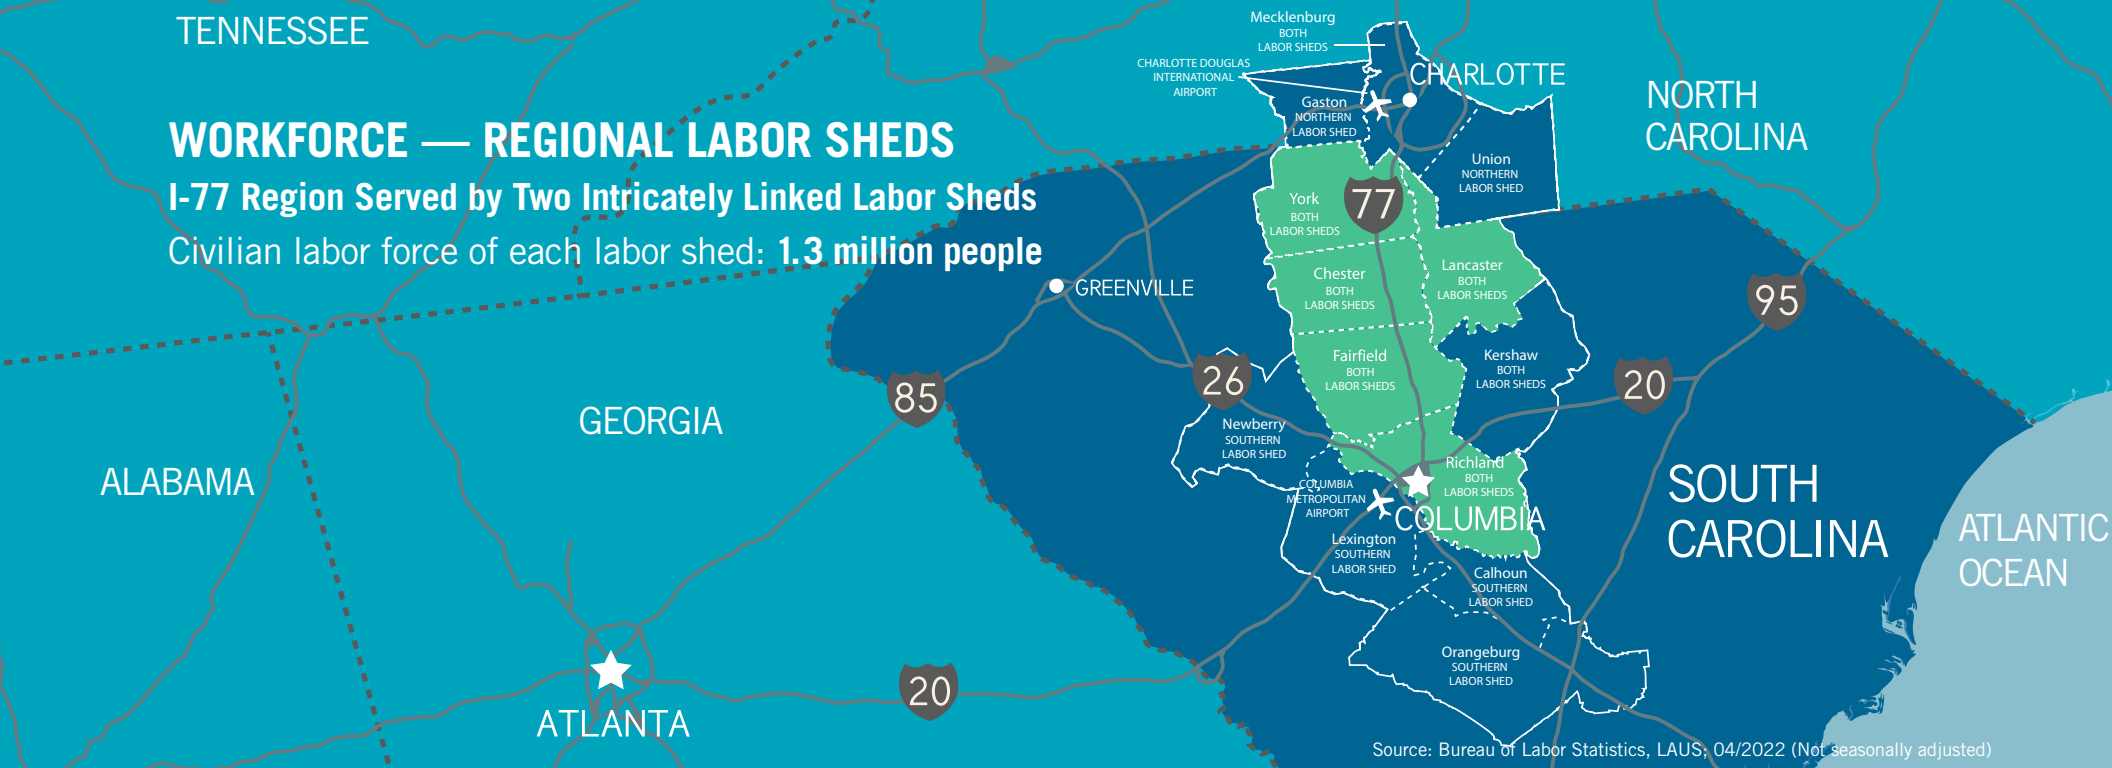 TENNESSEE
WORKFORCE — REGIONAL LABOR SHEDS
I-77 Region Served by Two Intricately Linked Labor Sheds
Civilian labor force of each labor shed: 1.3 million people
Mecklenburg
BOTH
LABOR SHEDS
CHARLOTTE DOUGLAS
INTERNATIONAL
AIRPORT
CHARLOTTE
NORTH
CAROLINA
Gaston
NORTHERN
LABOR SHED
Union
NORTHERN
LABOR SHED
York
BOTH
LABOR SHEDS
77
Chester
BOTH
LABOR SHEDS
Lancaster
BOTH
LABOR SHEDS
GREENVILLE
95
Fairfield
BOTH
LABOR SHEDS
Kershaw
BOTH
LABOR SHEDS
85
26
20
GEORGIA
ALABAMA
Newberry
SOUTHERN
LABOR SHED
Richland
BOTH
LABOR SHEDS
COLUMBIA
METROPOLITAN
AIRPORT
COLUMBIA
SOUTH
CAROLINA
ATLANTIC
OCEAN
Lexington
SOUTHERN
LABOR SHED
Calhoun
SOUTHERN
LABOR SHED
Orangeburg
SOUTHERN
LABOR SHED
20
ATLANTA
Source: Bureau of Labor Statistics, LAUS; 04/2022 (Not seasonally adjusted)